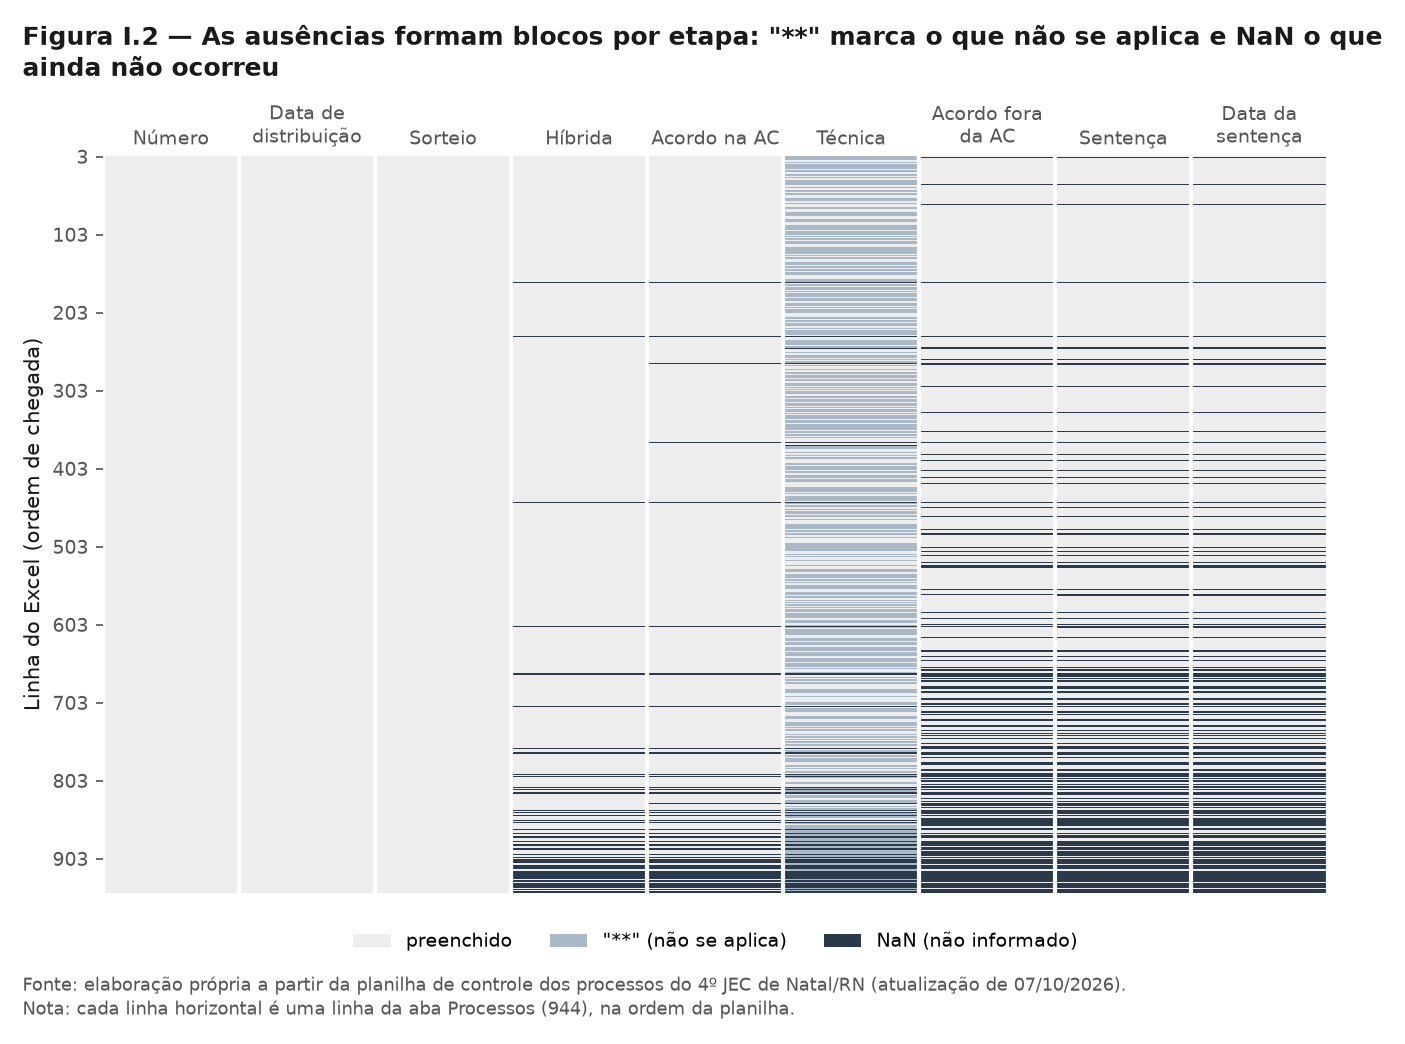 Figura I.2 — As ausências formam blocos por etapa: "**" marca o que não se aplica e NaN o que
ainda não ocorreu
Número
Data de
distribuição
Sorteio
Híbrida
Acordo na AC
Técnica
Acordo fora
da AC
Sentença
Data da
sentença
Linha do Excel (ordem de chegada)
3
103
203
303
403
503
603
703
803
903
preenchido
"**" (não se aplica)
NaN (não informado)
Fonte: elaboração própria a partir da planilha de controle dos processos do 4º JEC de Natal/RN (atualização de 07/10/2026).
Nota: cada linha horizontal é uma linha da aba Processos (944), na ordem da planilha.